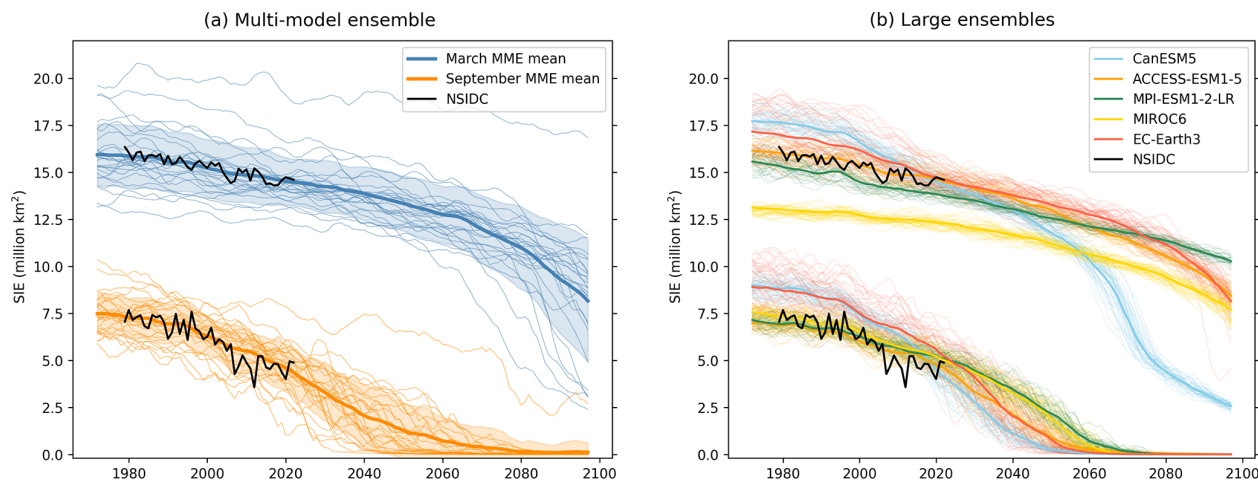 (a) Multi-model ensemble
SIE (million km²)
20.0
17.5
15.0
12.5
10.0
7.5
5.0
2.5
0.0
March MME mean
September MME mean
NSIDC
1980 2000 2020 2040 2060 2080 2100
(b) Large ensembles
SIE (million km²)
20.0
17.5
15.0
12.5
10.0
7.5
5.0
2.5
0.0
CanESM5
ACCESS-ESM1-5
MPI-ESM1-2-LR
MIROC6
EC-Earth3
NSIDC
1980 2000 2020 2040 2060 2080 2100